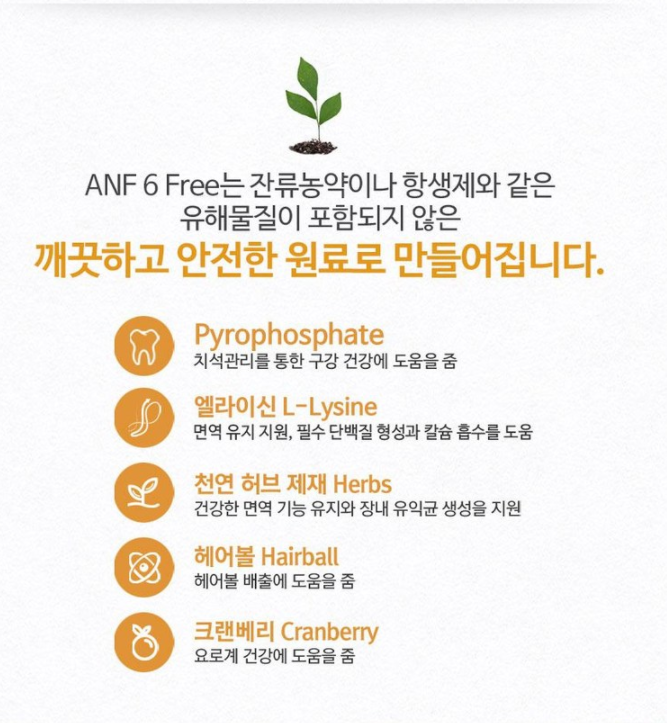 ANF 6 Free는 잔류농약이나 항생제와 같은
유해물질이 포함되지 않은
깨끗하고 안전한 원료로 만들어집니다.
Pyrophosphate
치석관리를 통한 구강 건강에 도움을 줌
엘라이신 L-Lysine
면역 유지 지원, 필수 단백질 형성과 칼슘 흡수를 도움
천연 허브 제재 Herbs
건강한 면역 기능 유지와 장내 유익균 생성을 지원
헤어볼 Hairball
헤어볼 배출에 도움을 줌
크랜베리 Cranberry
요로계 건강에 도움을 줌